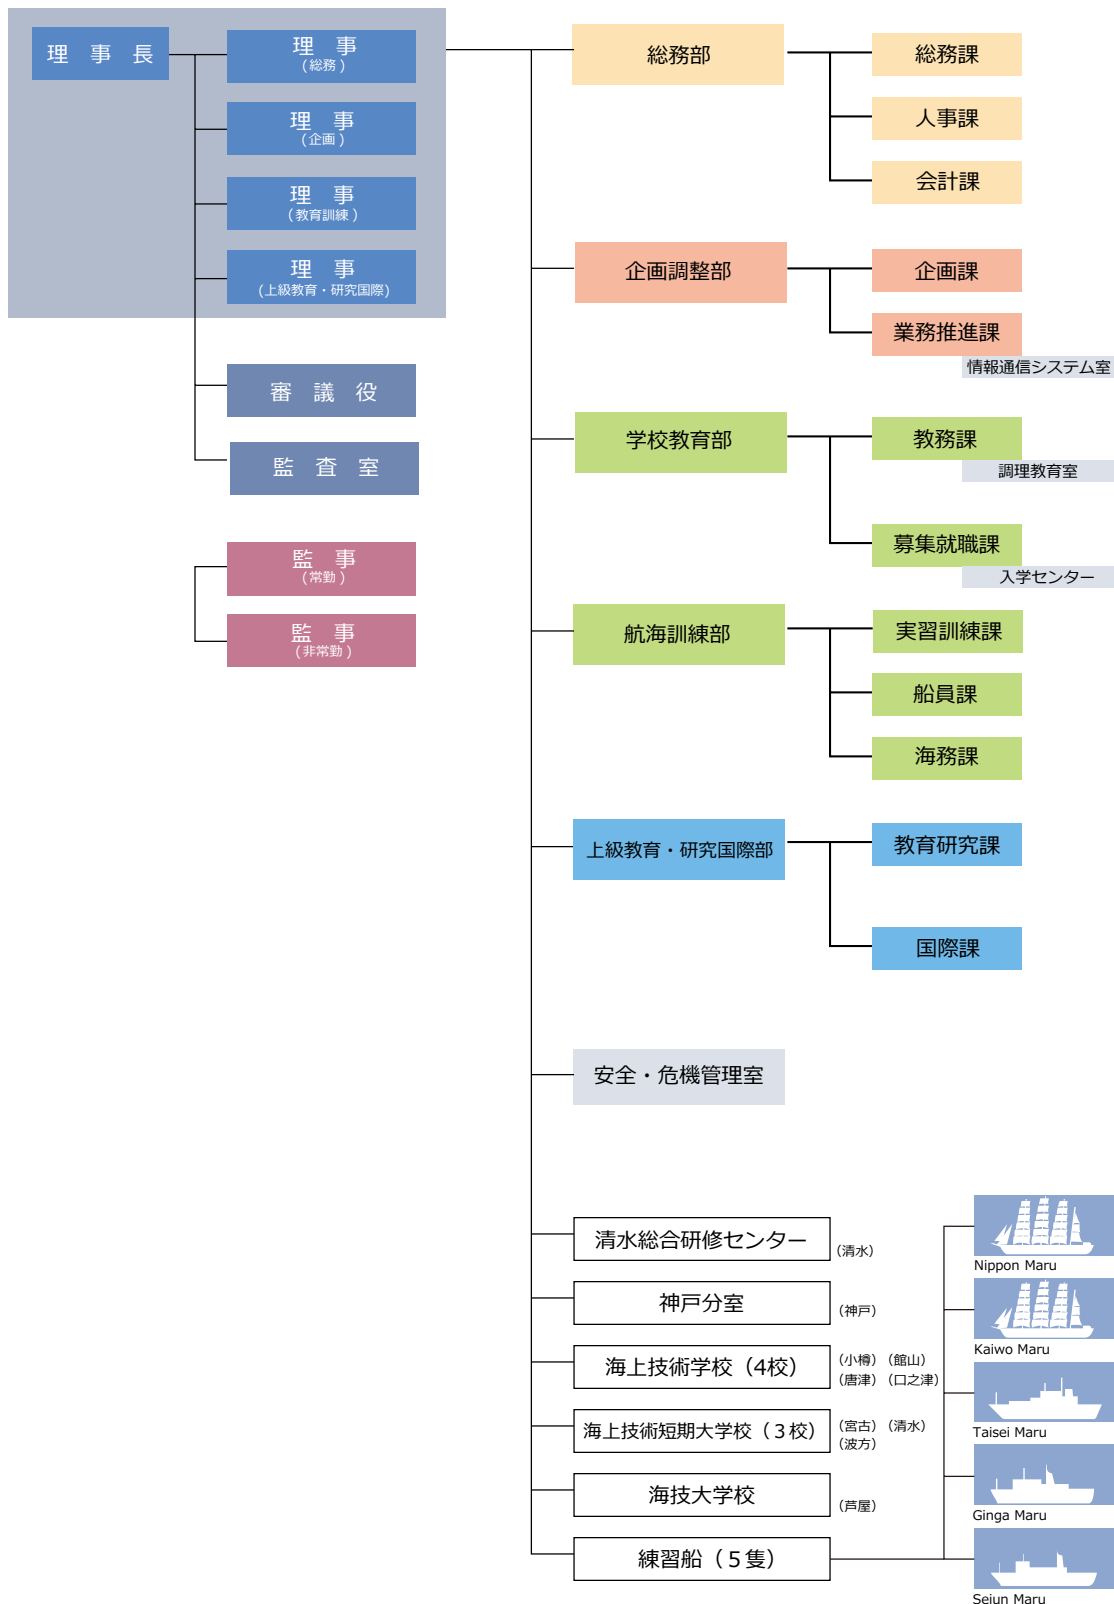 理 事 長
理 事
（総務）
理 事
（企画）
理 事
（教育訓練）
理 事
（上級教育・研究国際）
審 議 役
監 査 室
監 事
（常勤）
監 事
（非常勤）
総務部
総務課
人事課
会計課
企画調整部
企画課
業務推進課
情報通信システム室
学校教育部
教務課
調理教育室
募集就職課
入学センター
航海訓練部
実習訓練課
船員課
海務課
上級教育・研究国際部
教育研究課
国際課
安全・危機管理室
清水総合研修センター
（清水）
神戸分室
（神戸）
海上技術学校（4校）
（小樽）（館山）
（唐津）（口之津）
海上技術短期大学校（３校）
（宮古）（清水）
（波方）
海技大学校
（芦屋）
練習船（５隻）
Nippon Maru
Kaiwo Maru
Taisei Maru
Ginga Maru
Seiun Maru